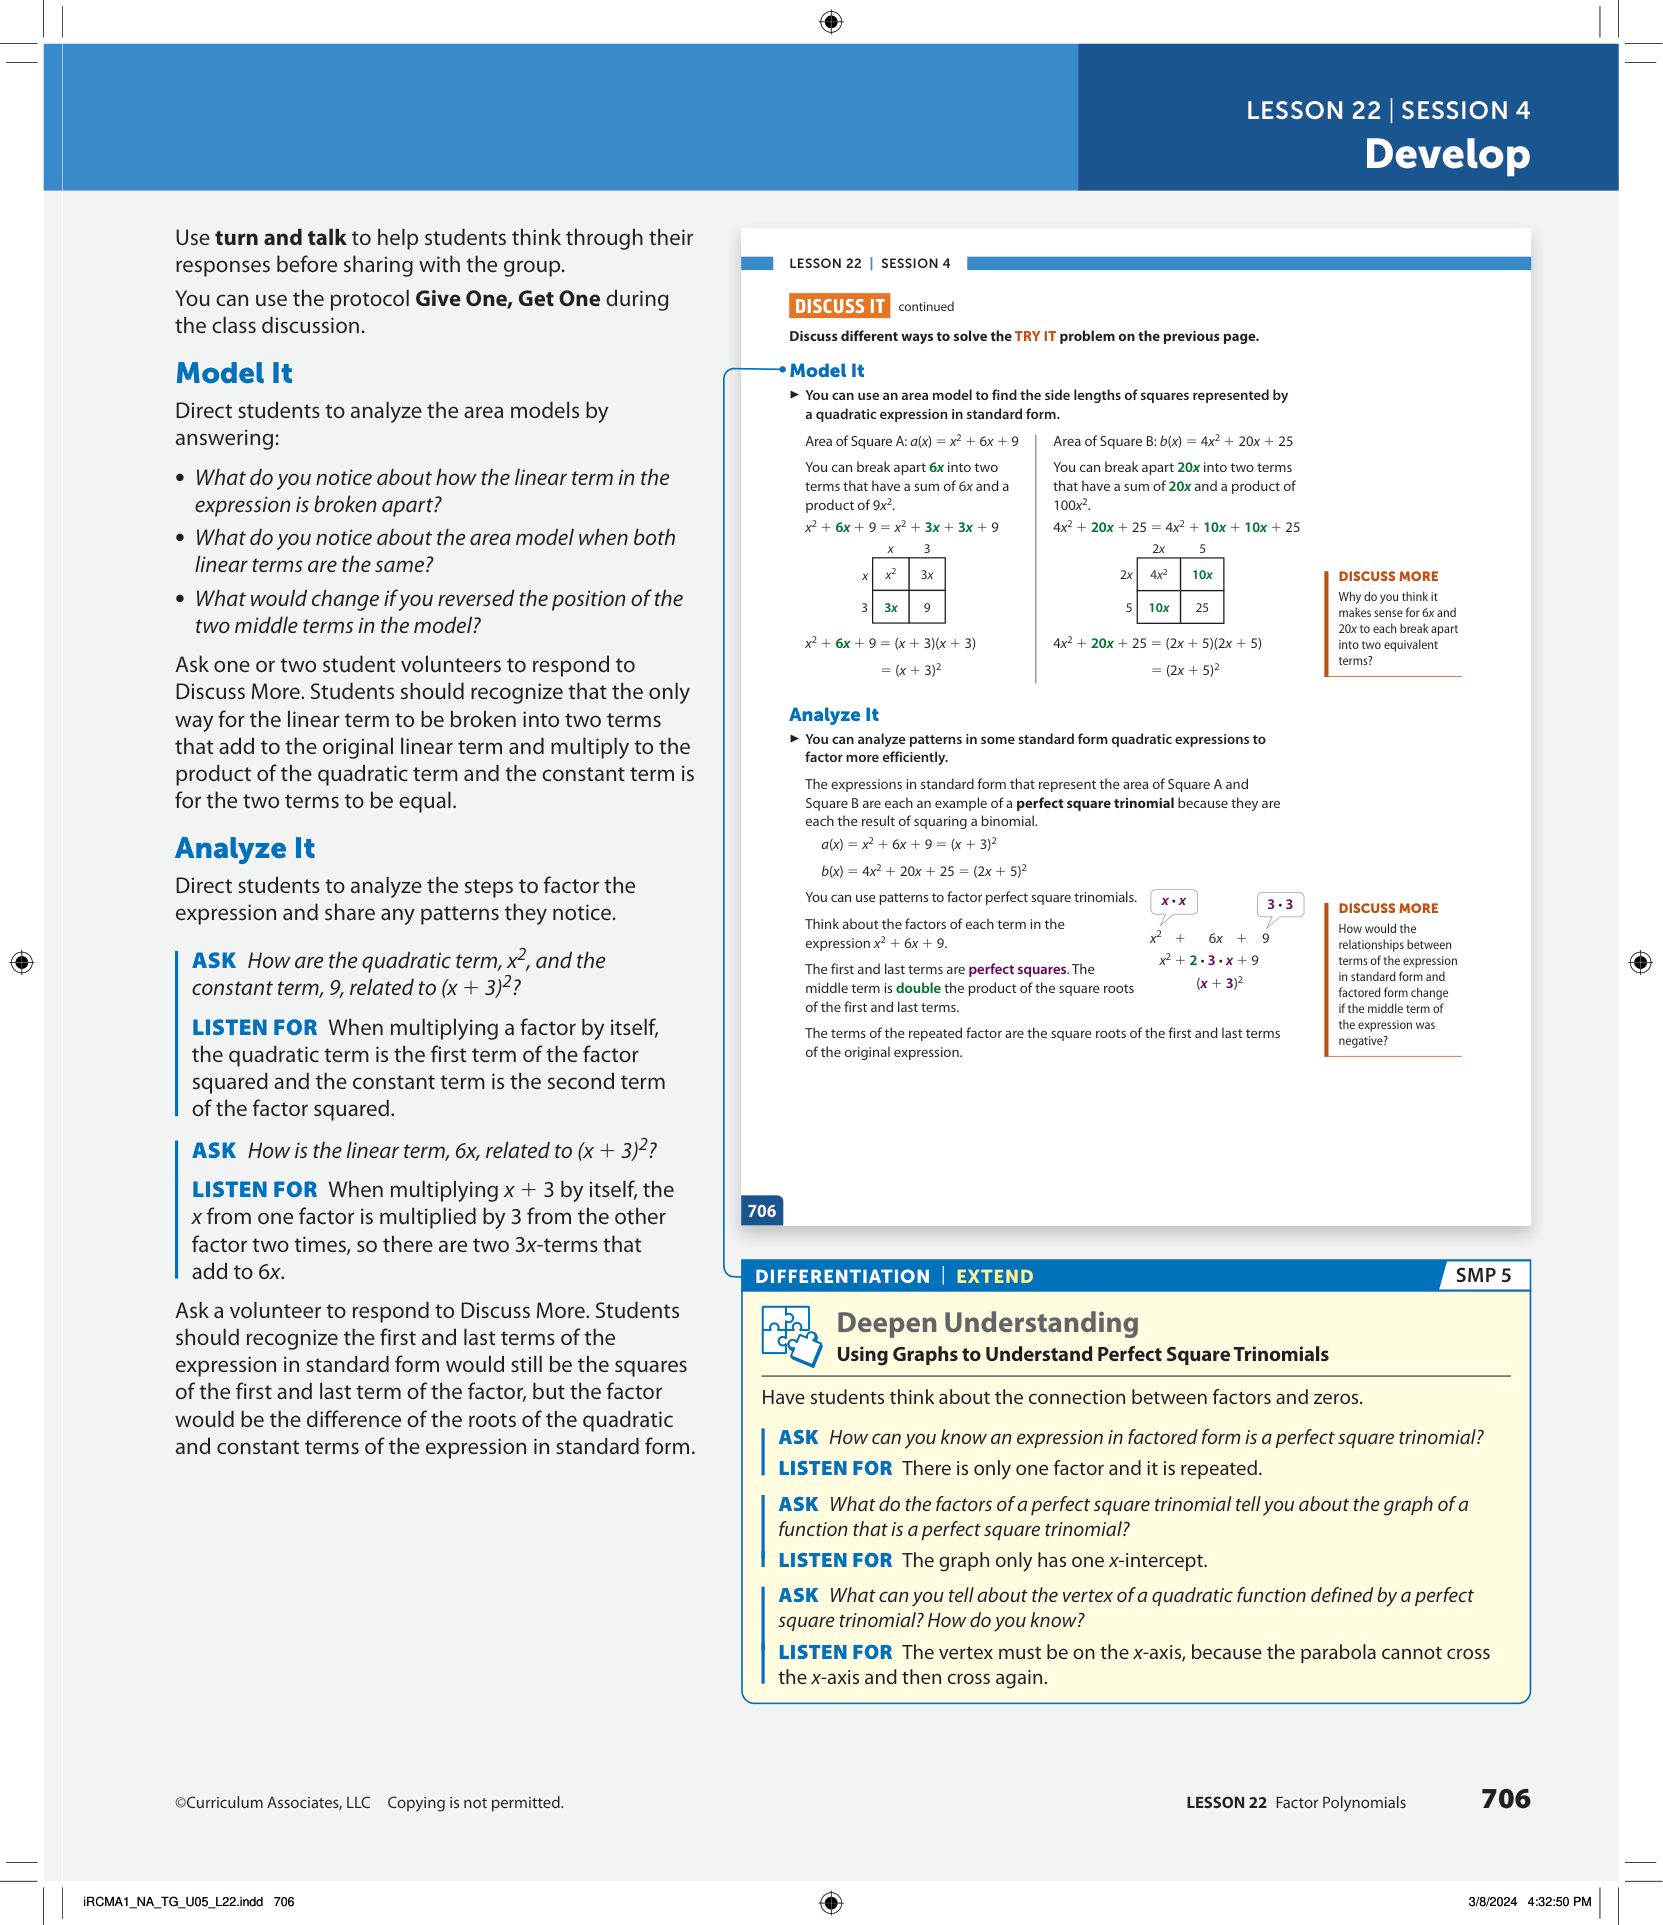 LESSON 22 | SESSION 4
Develop
Use turn and talk to help students think through their
responses before sharing with the group.
You can use the protocol Give One, Get One during
the class discussion.
Model It
Direct students to analyze the area models by
answering:
• What do you notice about how the linear term in the
expression is broken apart?
• What do you notice about the area model when both
linear terms are the same?
• What would change if you reversed the position of the
two middle terms in the model?
Ask one or two student volunteers to respond to
Discuss More. Students should recognize that the only
way for the linear term to be broken into two terms
that add to the original linear term and multiply to the
product of the quadratic term and the constant term is
for the two terms to be equal.
Analyze It
Direct students to analyze the steps to factor the
expression and share any patterns they notice.
ASK How are the quadratic term, x², and the
constant term, 9, related to (x + 3)²?
LISTEN FOR When multiplying a factor by itself,
the quadratic term is the first term of the factor
squared and the constant term is the second term
of the factor squared.
ASK How is the linear term, 6x, related to (x + 3)²?
LISTEN FOR When multiplying x + 3 by itself, the
x from one factor is multiplied by 3 from the other
factor two times, so there are two 3x-terms that
add to 6x.
Ask a volunteer to respond to Discuss More. Students
should recognize the first and last terms of the
expression in standard form would still be the squares
of the first and last term of the factor, but the factor
would be the difference of the roots of the quadratic
and constant terms of the expression in standard form.
LESSON 22 | SESSION 4
DISCUSS IT continued
Discuss different ways to solve the TRY IT problem on the previous page.
Model It
► You can use an area model to find the side lengths of squares represented by
a quadratic expression in standard form.
Area of Square A: a(x) = x² + 6x + 9
You can break apart 6x into two
terms that have a sum of 6x and a
product of 9x².
x² + 6x + 9 = x² + 3x + 3x + 9
x 3
x x² 3x
3 3x 9
x² + 6x + 9 = (x + 3)(x + 3)
= (x + 3)²
Area of Square B: b(x) = 4x² + 20x + 25
You can break apart 20x into two terms
that have a sum of 20x and a product of
100x².
4x² + 20x + 25 = 4x² + 10x + 10x + 25
2x 5
2x 4x² 10x
5 10x 25
4x² + 20x + 25 = (2x + 5)(2x + 5)
= (2x + 5)²
DISCUSS MORE
Why do you think it
makes sense for 6x and
20x to each break apart
into two equivalent
terms?
Analyze It
► You can analyze patterns in some standard form quadratic expressions to
factor more efficiently.
The expressions in standard form that represent the area of Square A and
Square B are each an example of a perfect square trinomial because they are
each the result of squaring a binomial.
a(x) = x² + 6x + 9 = (x + 3)²
b(x) = 4x² + 20x + 25 = (2x + 5)²
You can use patterns to factor perfect square trinomials.
Think about the factors of each term in the
expression x² + 6x + 9.
The first and last terms are perfect squares. The
middle term is double the product of the square roots
of the first and last terms.
x • x 3 • 3
x² + 6x + 9
x² + 2 • 3 • x + 9
(x + 3)²
The terms of the repeated factor are the square roots of the first and last terms
of the original expression.
DISCUSS MORE
How would the
relationships between
terms of the expression
in standard form and
factored form change
if the middle term of
the expression was
negative?
706
DIFFERENTIATION | EXTEND
SMP 5
Deepen Understanding
Using Graphs to Understand Perfect Square Trinomials
Have students think about the connection between factors and zeros.
ASK How can you know an expression in factored form is a perfect square trinomial?
LISTEN FOR There is only one factor and it is repeated.
ASK What do the factors of a perfect square trinomial tell you about the graph of a
function that is a perfect square trinomial?
LISTEN FOR The graph only has one x-intercept.
ASK What can you tell about the vertex of a quadratic function defined by a perfect
square trinomial? How do you know?
LISTEN FOR The vertex must be on the x-axis, because the parabola cannot cross
the x-axis and then cross again.
©Curriculum Associates, LLC Copying is not permitted.
LESSON 22 Factor Polynomials 706
iRCMA1_NA_TG_U05_L22.indd 706
3/8/2024 4:32:50 PM